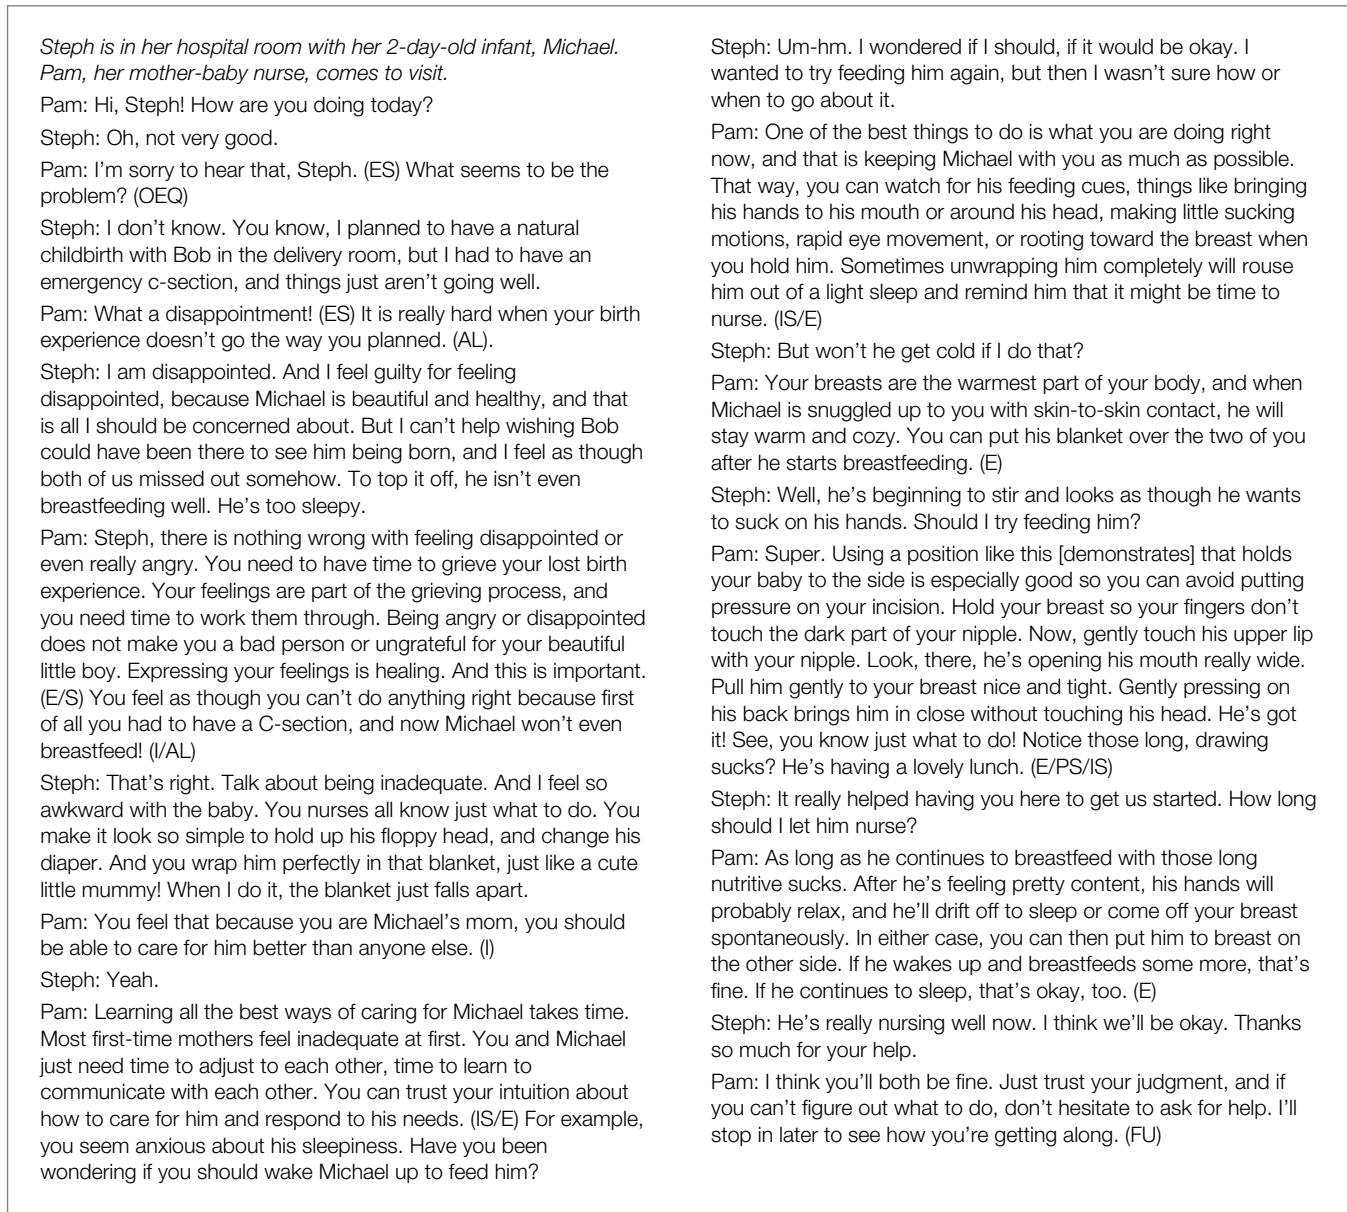 Steph is in her hospital room with her 2-day-old infant, Michael.
Pam, her mother-baby nurse, comes to visit.
Pam: Hi, Steph! How are you doing today?
Steph: Oh, not very good.
Pam: I'm sorry to hear that, Steph. (ES) What seems to be the
problem? (OEQ)
Steph: I don't know. You know, I planned to have a natural
childbirth with Bob in the delivery room, but I had to have an
emergency c-section, and things just aren't going well.
Pam: What a disappointment! (ES) It is really hard when your birth
experience doesn't go the way you planned. (AL).
Steph: I am disappointed. And I feel guilty for feeling
disappointed, because Michael is beautiful and healthy, and that
is all I should be concerned about. But I can't help wishing Bob
could have been there to see him being born, and I feel as though
both of us missed out somehow. To top it off, he isn't even
breastfeeding well. He's too sleepy.
Pam: Steph, there is nothing wrong with feeling disappointed or
even really angry. You need to have time to grieve your lost birth
experience. Your feelings are part of the grieving process, and
you need time to work them through. Being angry or disappointed
does not make you a bad person or ungrateful for your beautiful
little boy. Expressing your feelings is healing. And this is important.
(E/S) You feel as though you can't do anything right because first
of all you had to have a C-section, and now Michael won't even
breastfeed! (I/AL)
Steph: That's right. Talk about being inadequate. And I feel so
awkward with the baby. You nurses all know just what to do. You
make it look so simple to hold up his floppy head, and change his
diaper. And you wrap him perfectly in that blanket, just like a cute
little mummy! When I do it, the blanket just falls apart.
Pam: You feel that because you are Michael's mom, you should
be able to care for him better than anyone else. (I)
Steph: Yeah.
Pam: Learning all the best ways of caring for Michael takes time.
Most first-time mothers feel inadequate at first. You and Michael
just need time to adjust to each other, time to learn to
communicate with each other. You can trust your intuition about
how to care for him and respond to his needs. (IS/E) For example,
you seem anxious about his sleepiness. Have you been
wondering if you should wake Michael up to feed him?
Steph: Um-hm. I wondered if I should, if it would be okay. I
wanted to try feeding him again, but then I wasn't sure how or
when to go about it.
Pam: One of the best things to do is what you are doing right
now, and that is keeping Michael with you as much as possible.
That way, you can watch for his feeding cues, things like bringing
his hands to his mouth or around his head, making little sucking
motions, rapid eye movement, or rooting toward the breast when
you hold him. Sometimes unwrapping him completely will rouse
him out of a light sleep and remind him that it might be time to
nurse. (IS/E)
Steph: But won't he get cold if I do that?
Pam: Your breasts are the warmest part of your body, and when
Michael is snuggled up to you with skin-to-skin contact, he will
stay warm and cozy. You can put his blanket over the two of you
after he starts breastfeeding. (E)
Steph: Well, he's beginning to stir and looks as though he wants
to suck on his hands. Should I try feeding him?
Pam: Super. Using a position like this [demonstrates] that holds
your baby to the side is especially good so you can avoid putting
pressure on your incision. Hold your breast so your fingers don't
touch the dark part of your nipple. Now, gently touch his upper lip
with your nipple. Look, there, he's opening his mouth really wide.
Pull him gently to your breast nice and tight. Gently pressing on
his back brings him in close without touching his head. He's got
it! See, you know just what to do! Notice those long, drawing
sucks? He's having a lovely lunch. (E/PS/IS)
Steph: It really helped having you here to get us started. How long
should I let him nurse?
Pam: As long as he continues to breastfeed with those long
nutritive sucks. After he's feeling pretty content, his hands will
probably relax, and he'll drift off to sleep or come off your breast
spontaneously. In either case, you can then put him to breast on
the other side. If he wakes up and breastfeeds some more, that's
fine. If he continues to sleep, that's okay, too. (E)
Steph: He's really nursing well now. I think we'll be okay. Thanks
so much for your help.
Pam: I think you'll both be fine. Just trust your judgment, and if
you can't figure out what to do, don't hesitate to ask for help. I'll
stop in later to see how you're getting along. (FU)